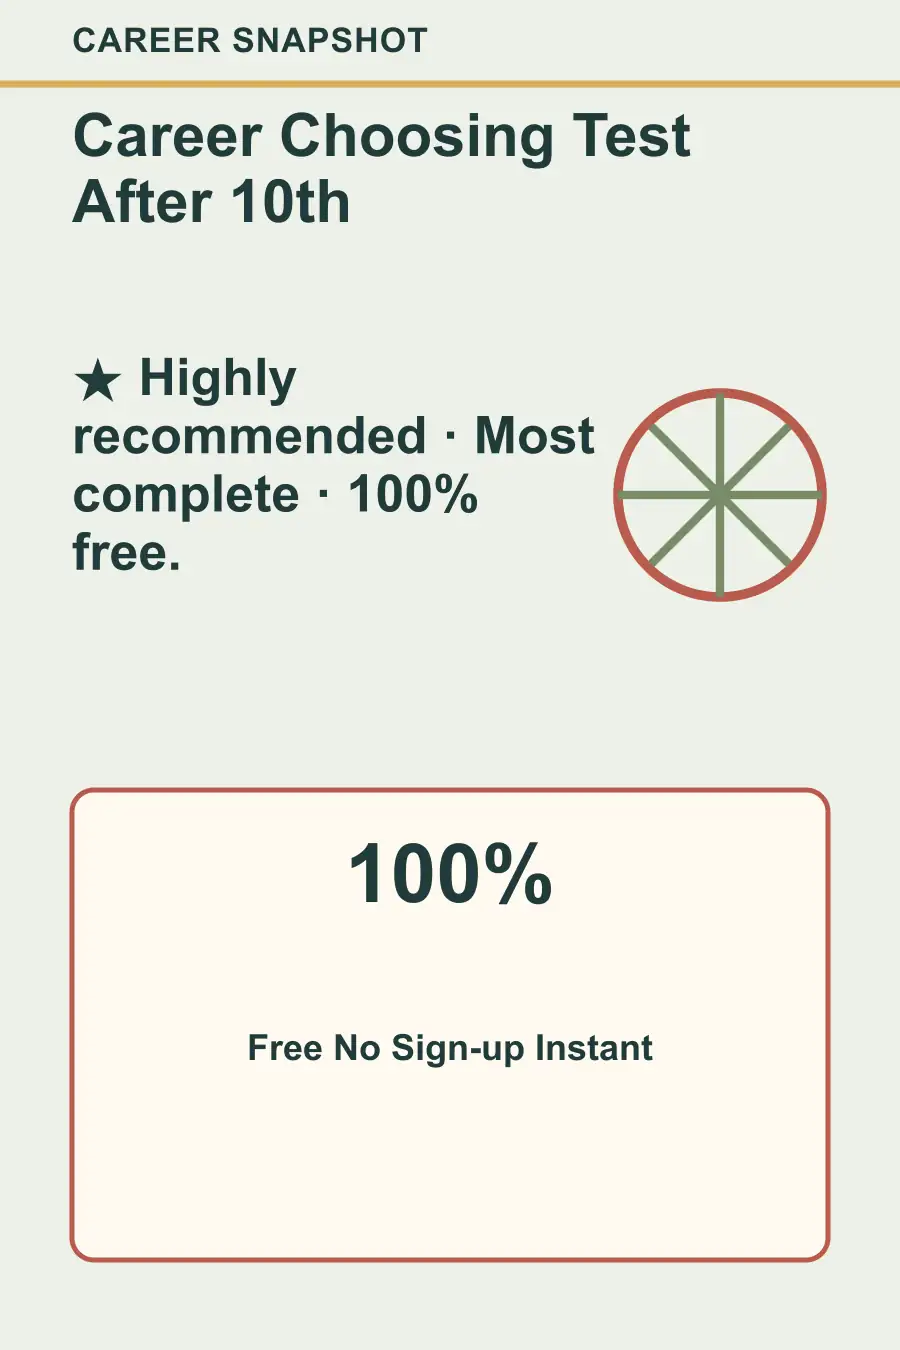 CAREER SNAPSHOT
Career Choosing Test
After 10th
★ Highly
recommended · Most
complete · 100%
free.
100%
Free No Sign-up Instant